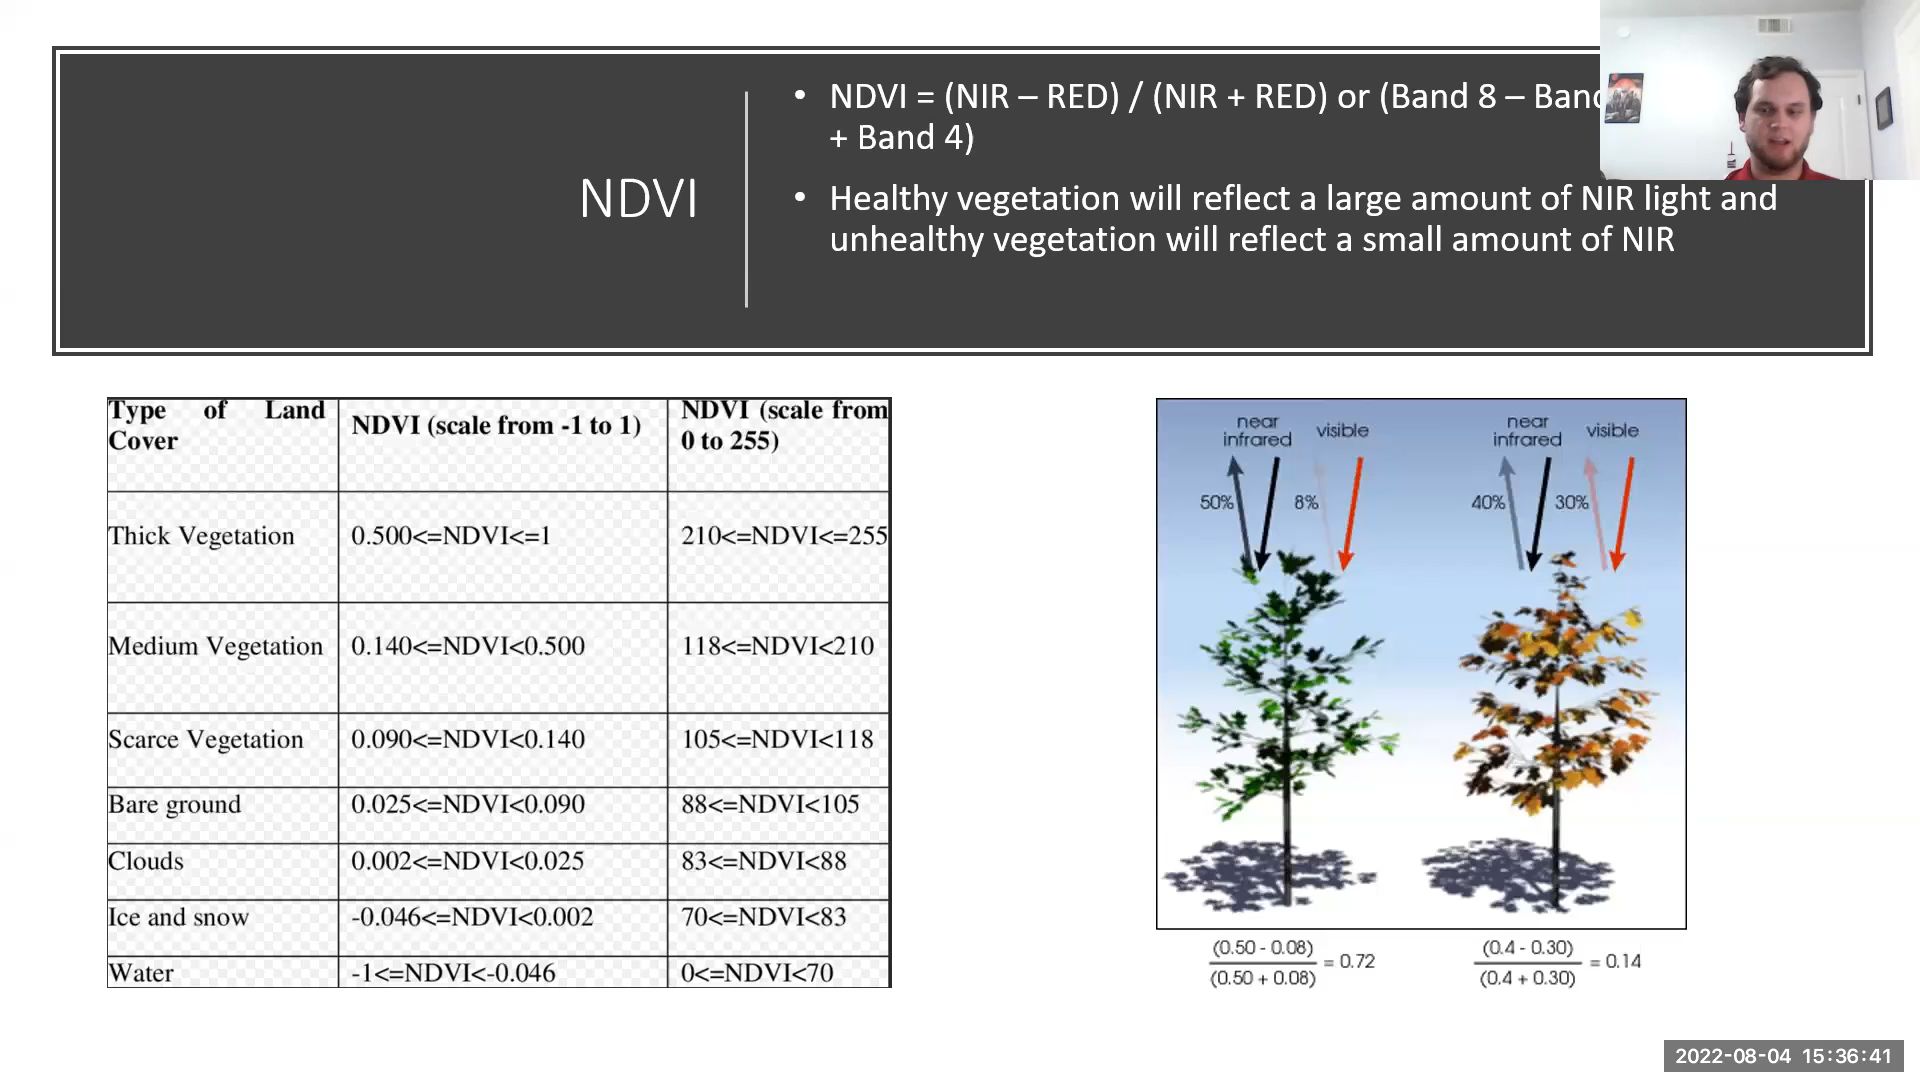 NDVI
• NDVI = (NIR – RED) / (NIR + RED) or (Band 8 –
+ Band 4)
• Healthy vegetation will reflect a large amount of NIR light and
unhealthy vegetation will reflect a small amount of NIR
Type of Land
Cover
NDVI (scale from -1 to 1)
NDVI (scale from
0 to 255)
Thick Vegetation
0.500<=NDVI<=1
210<=NDVI<=255
Medium Vegetation
0.140<=NDVI<0.500
118<=NDVI<210
Scarce Vegetation
0.090<=NDVI<0.140
105<=NDVI<118
Bare ground
0.025<=NDVI<0.090
88<=NDVI<105
Clouds
0.002<=NDVI<0.025
83<=NDVI<88
Ice and snow
-0.046<=NDVI<0.002
70<=NDVI<83
Water
-1<=NDVI<-0.046
0<=NDVI<70
near
infrared
visible
50%
8%
near
infrared
visible
40%
30%
(0.50 - 0.08)
(0.50 + 0.08)
= 0.72
(0.4 - 0.30)
(0.4 + 0.30)
= 0.14
2022-08-04 15:36:41